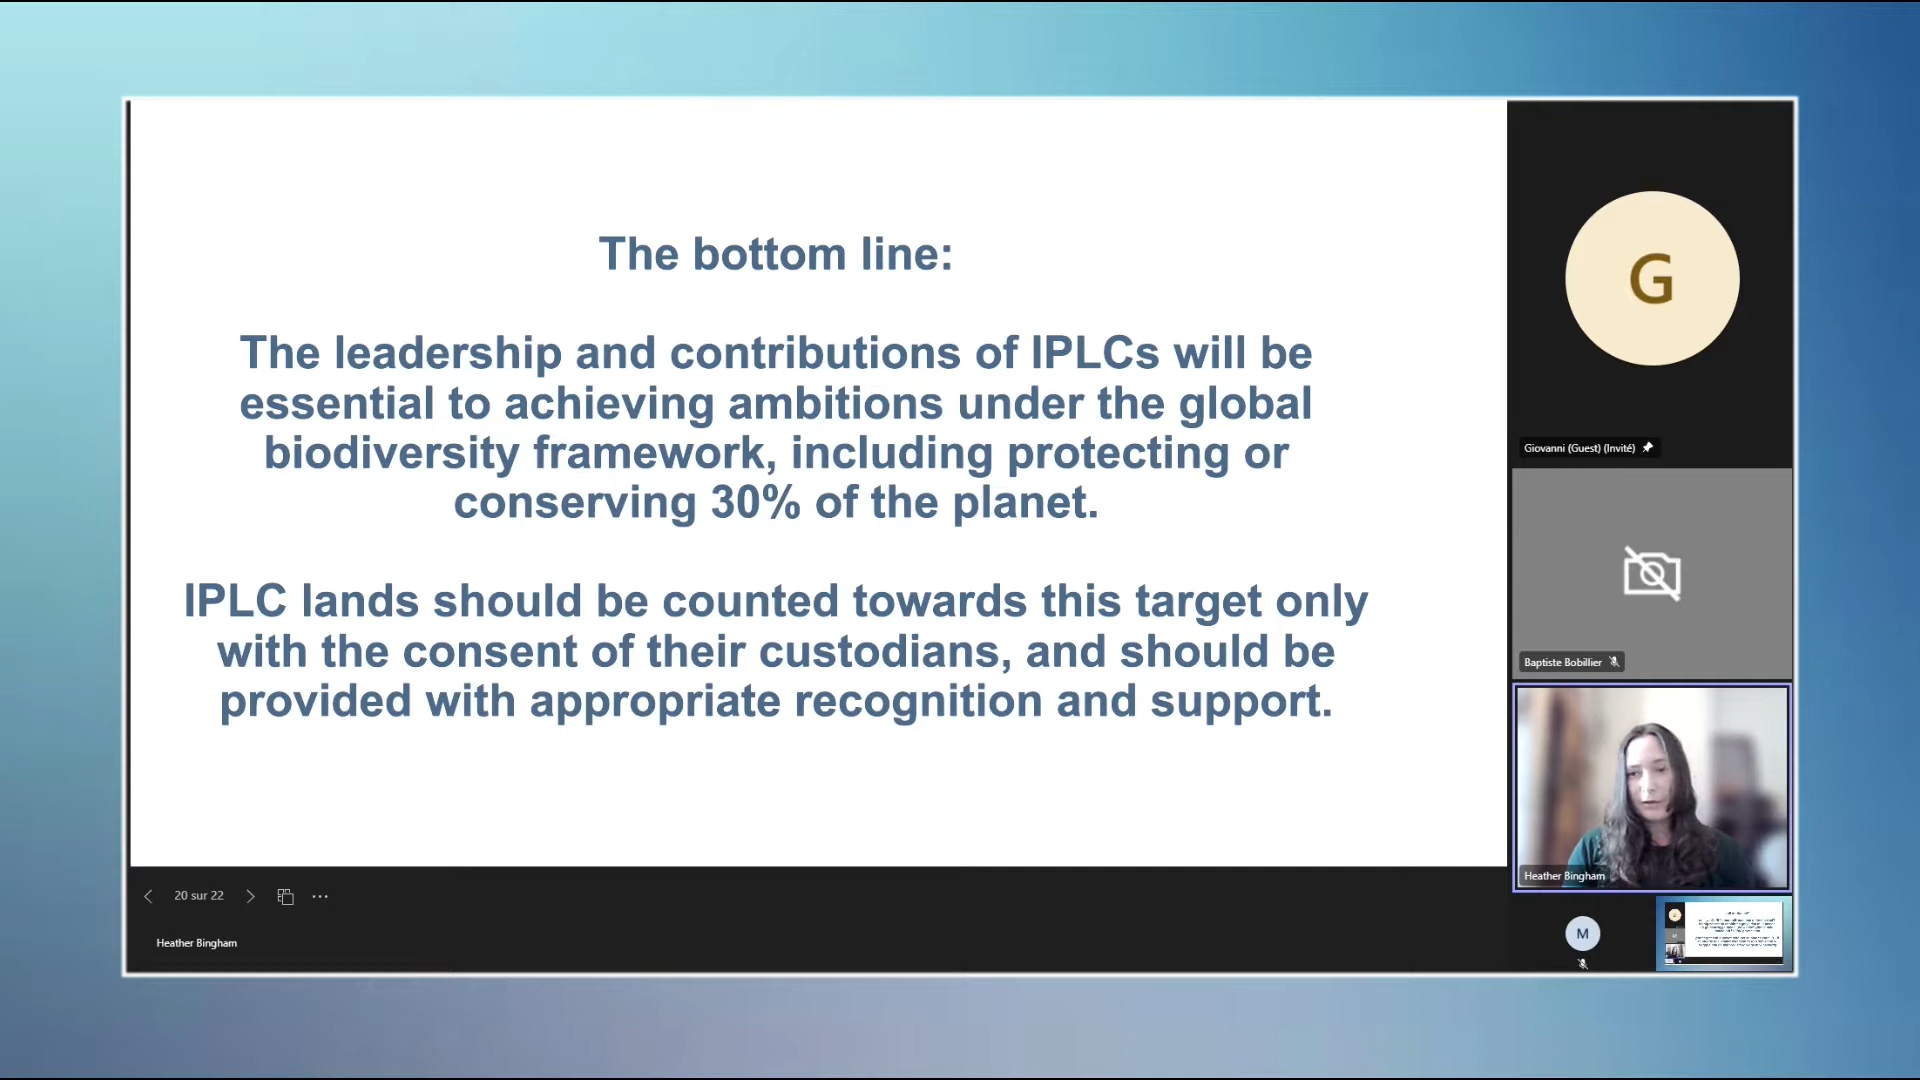 The bottom line:
The leadership and contributions of IPLCs will be
essential to achieving ambitions under the global
biodiversity framework, including protecting or
conserving 30% of the planet.
IPLC lands should be counted towards this target only
with the consent of their custodians, and should be
provided with appropriate recognition and support.
20 sur 22
Heather Bingham
G
Giovanni (Guest) (Invité)
Baptiste Bobillier
Heather Bingham
M